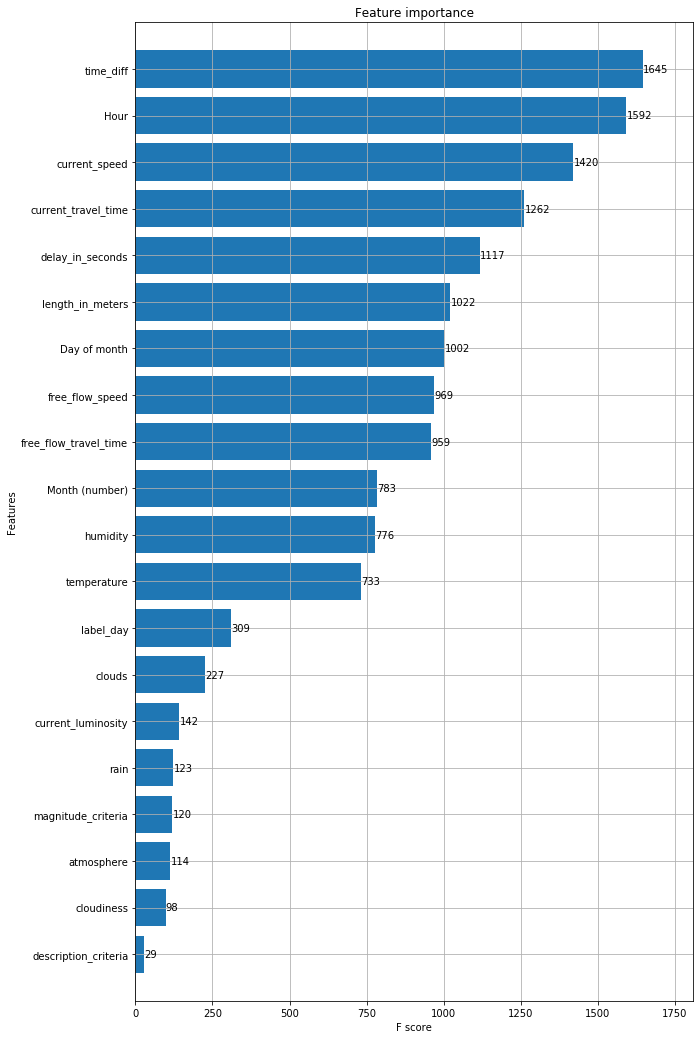 Feature importance
Features
time_diff 1645
Hour 1592
current_speed 1420
current_travel_time 1262
delay_in_seconds 1117
length_in_meters 1022
Day of month 1002
free_flow_speed 969
free_flow_travel_time 959
Month (number) 783
humidity 776
temperature 733
label_day 309
clouds 227
current_luminosity 142
rain 123
magnitude_criteria 120
atmosphere 114
cloudiness 98
description_criteria 29
0 250 500 750 1000 1250 1500 1750
F score